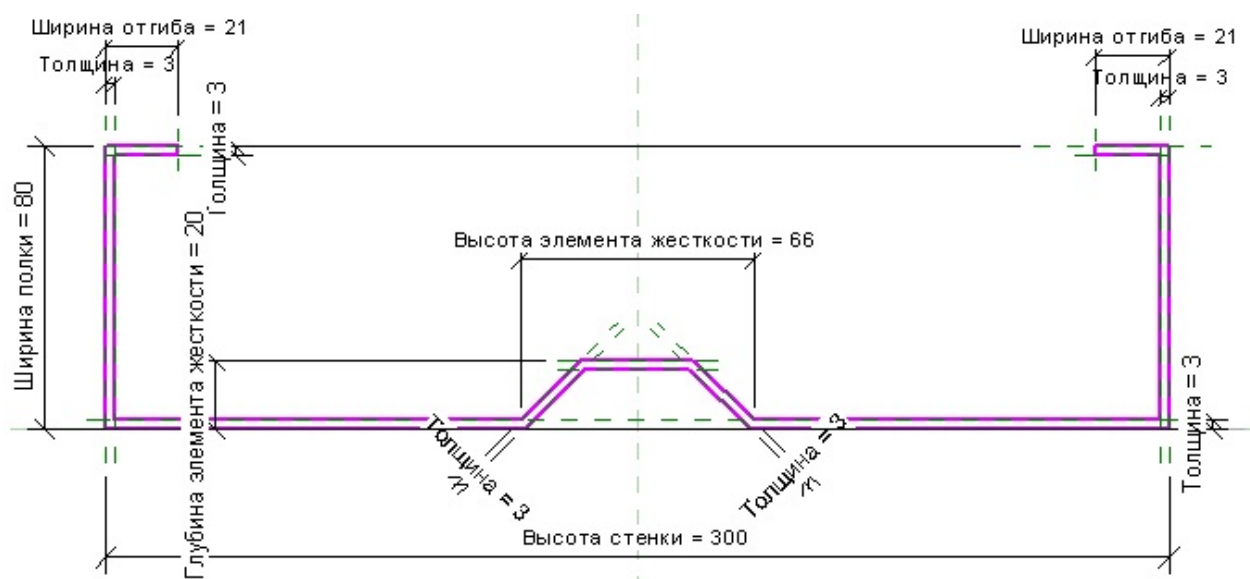 Ширина отгиба = 21
Ширина отгиба = 21
Толщина = 3
Толщина = 3
Толщина = 3
Ширина полки = 80
Глубина элемента жесткости = 20
Высота элемента жесткости = 66
Толщина = 3
Толщина = 3
Толщина = 3
Высота стенки = 300